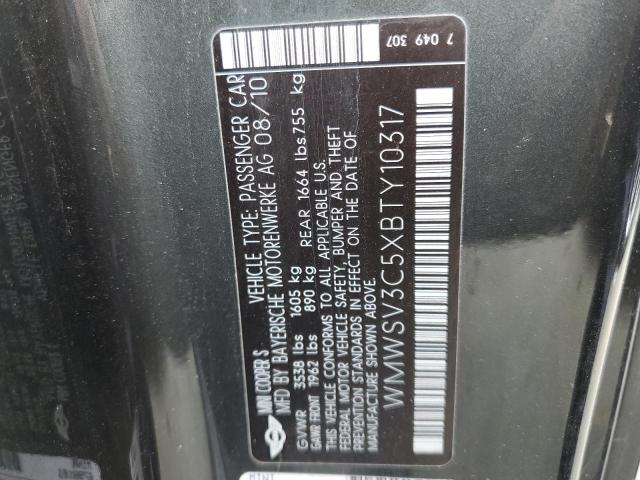 MINI COOPER S VEHICLE TYPE: PASSENGER CAR
MFD BY BAYERISCHE MOTORENWERKE AG 08/10
GVWR 3538 lbs 1605 kg
GAWR FRONT 1962 lbs 890 kg REAR 1664 lbs 755 kg
THIS VEHICLE CONFORMS TO ALL APPLICABLE U.S.
FEDERAL MOTOR VEHICLE SAFETY, BUMPER AND THEFT
PREVENTION STANDARDS IN EFFECT ON THE DATE OF
MANUFACTURE SHOWN ABOVE.
WMWSV3C5XBTY10317
7 049 307